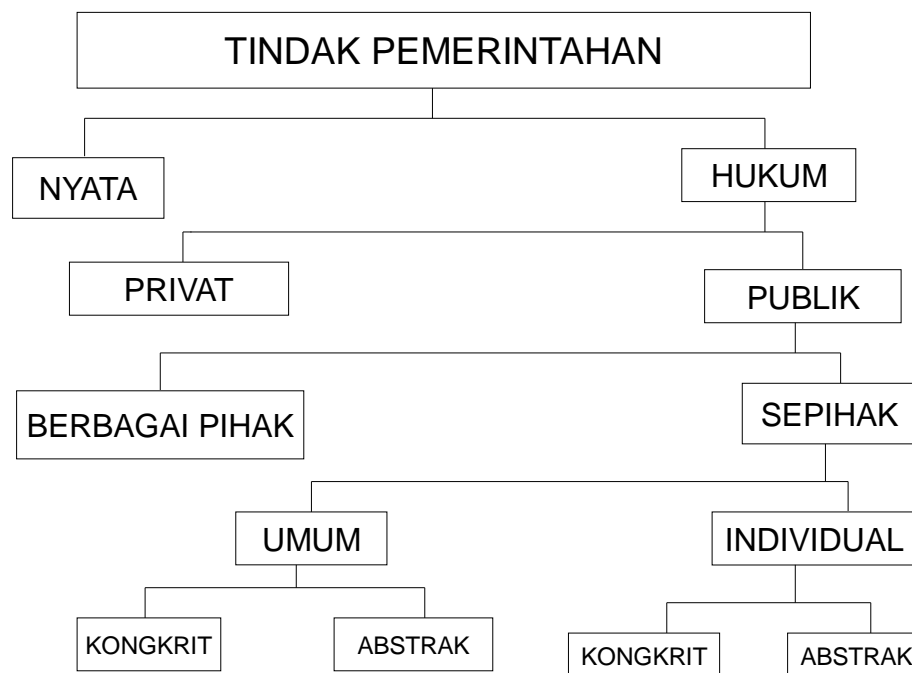 TINDAK PEMERINTAHAN
NYATA
HUKUM
PRIVAT
PUBLIK
BERBAGAI PIHAK
SEPIHAK
UMUM
INDIVIDUAL
KONGKRIT
ABSTRAK
KONGKRIT
ABSTRAK